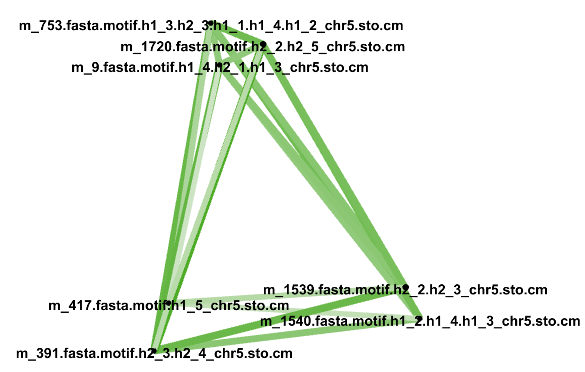 m_753.fasta.motif.h1_3.h2_3.h1_1.h1_4.h1_2_chr5.sto.cm
m_1720.fasta.motif.h2_2.h2_5_chr5.sto.cm
m_9.fasta.motif.h1_4.h2_1.h1_3_chr5.sto.cm
m_1539.fasta.motif.h2_2.h2_3_chr5.sto.cm
m_417.fasta.motif.h1_5_chr5.sto.cm
m_1540.fasta.motif.h1_2.h1_4.h1_3_chr5.sto.cm
m_391.fasta.motif.h2_3.h2_4_chr5.sto.cm